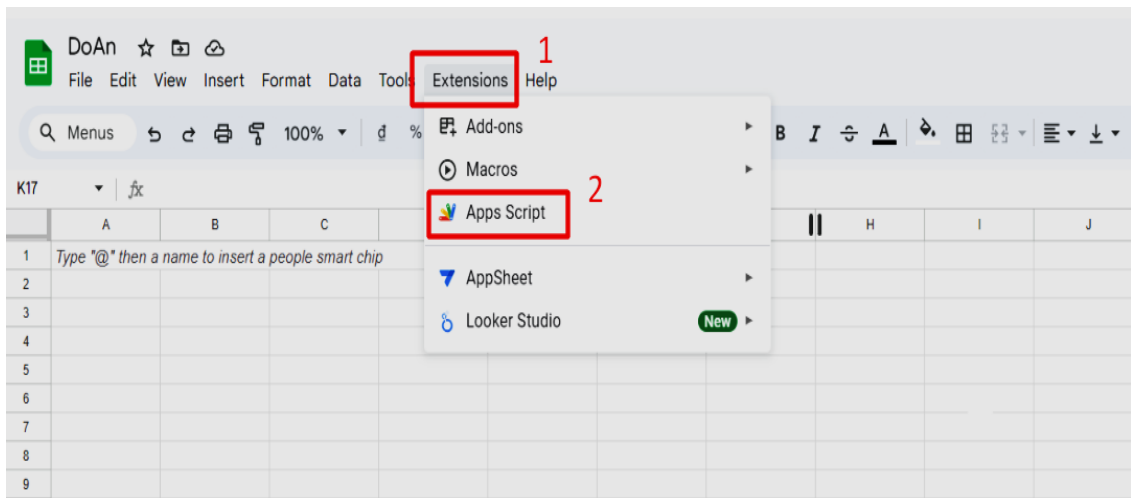 DoAn
1
File Edit View Insert Format Data Tools Extensions Help
Menus 100% ₫ % B I A
Add-ons
Macros
2
K17 fx
Apps Script
A B C H I J
1 Type "@" then a name to insert a people smart chip
2 AppSheet
3 Looker Studio New
4
5
6
7
8
9